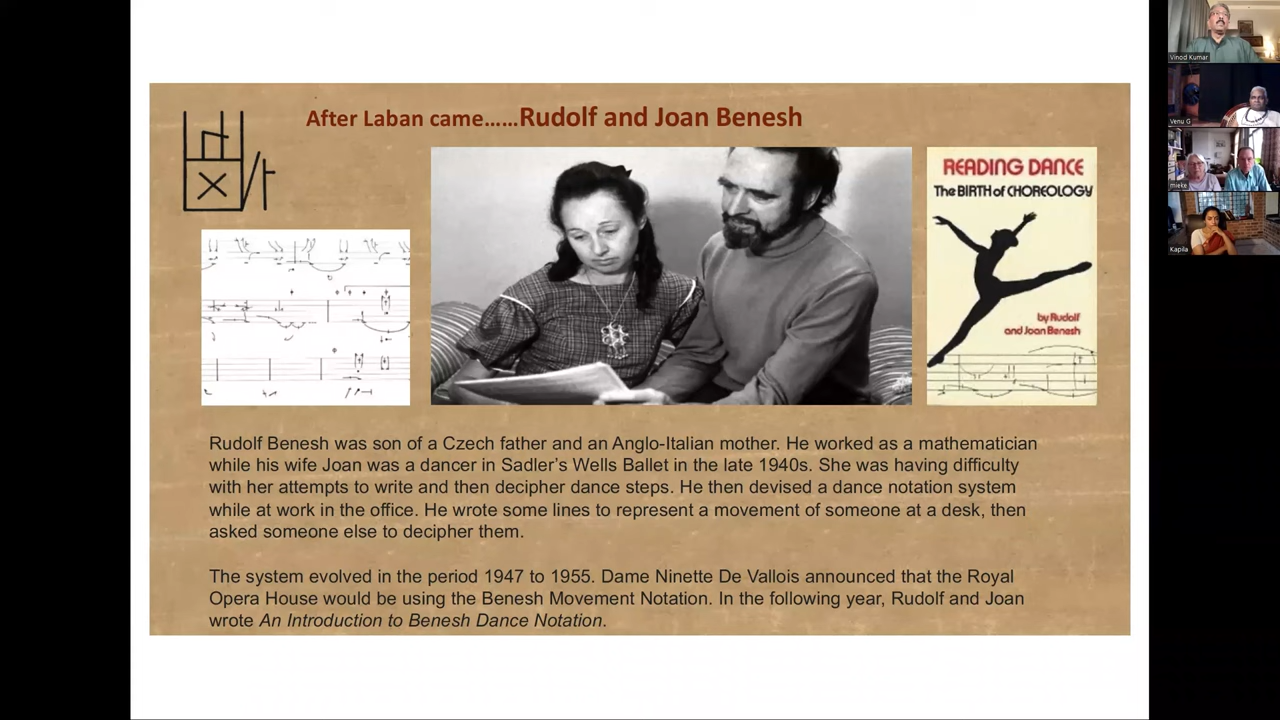 After Laban came……Rudolf and Joan Benesh
READING DANCE
The BIRTH of CHOREOLOGY
by Rudolf
and Joan Benesh
Rudolf Benesh was son of a Czech father and an Anglo-Italian mother. He worked as a mathematician
while his wife Joan was a dancer in Sadler’s Wells Ballet in the late 1940s. She was having difficulty
with her attempts to write and then decipher dance steps. He then devised a dance notation system
while at work in the office. He wrote some lines to represent a movement of someone at a desk, then
asked someone else to decipher them.
The system evolved in the period 1947 to 1955. Dame Ninette De Vallois announced that the Royal
Opera House would be using the Benesh Movement Notation. In the following year, Rudolf and Joan
wrote An Introduction to Benesh Dance Notation.
Vinod Kumar
Venu G
mieke
Kapila